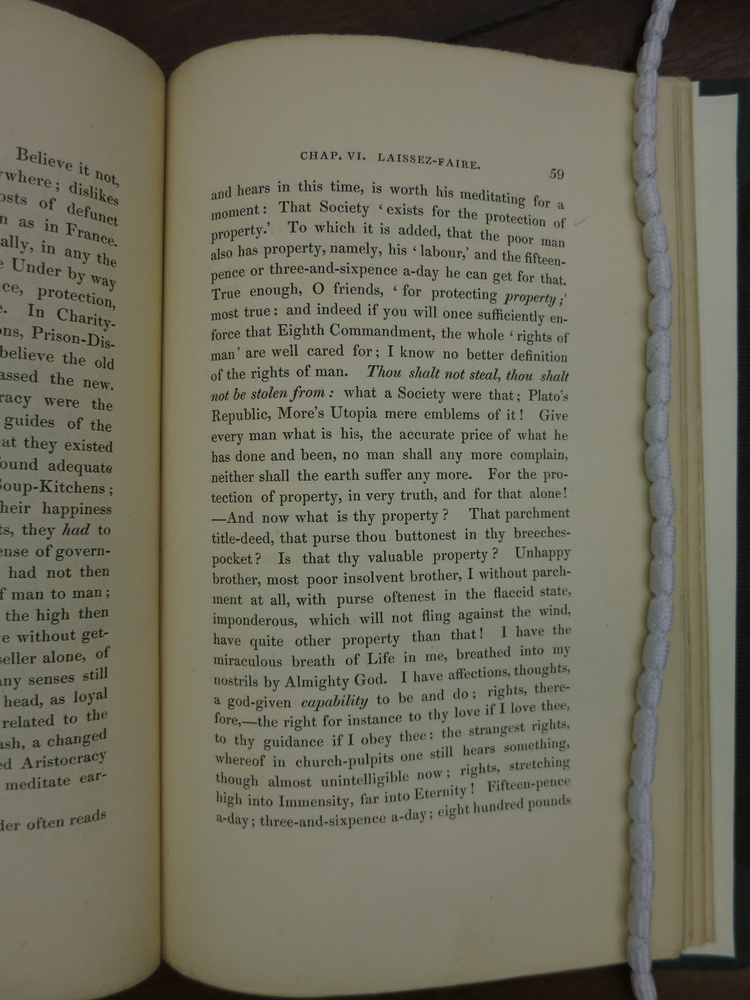 Believe it not,
where; dislikes
osts of defunct
n as in France.
ally, in any the
e Under by way
ce, protection,
. In Charity-
ons, Prison-Dis-
believe the old
assed the new.
racy were the
guides of the
at they existed
ound adequate
Soup-Kitchens;
heir happiness
ts, they had to
ense of govern-
had not then
f man to man;
the high then
e without get-
seller alone, of
any senses still
head, as loyal
related to the
ash, a changed
ed Aristocracy
meditate ear-
der often reads
CHAP. VI. LAISSEZ-FAIRE. 59
and hears in this time, is worth his meditating for a
moment: That Society ‘exists for the protection of
property.’ To which it is added, that the poor man
also has property, namely, his ‘labour,’ and the fifteen-
pence or three-and-sixpence a-day he can get for that.
True enough, O friends, ‘for protecting property;’
most true: and indeed if you will once sufficiently en-
force that Eighth Commandment, the whole ‘rights of
man’ are well cared for; I know no better definition
of the rights of man. Thou shalt not steal, thou shalt
not be stolen from: what a Society were that; Plato's
Republic, More's Utopia mere emblems of it! Give
every man what is his, the accurate price of what he
has done and been, no man shall any more complain,
neither shall the earth suffer any more. For the pro-
tection of property, in very truth, and for that alone!
—And now what is thy property? That parchment
title-deed, that purse thou buttonest in thy breeches-
pocket? Is that thy valuable property? Unhappy
brother, most poor insolvent brother, I without parch-
ment at all, with purse oftenest in the flaccid state,
imponderous, which will not fling against the wind,
have quite other property than that! I have the
miraculous breath of Life in me, breathed into my
nostrils by Almighty God. I have affections, thoughts,
a god-given capability to be and do; rights, there-
fore,—the right for instance to thy love if I love thee,
to thy guidance if I obey thee: the strangest rights,
whereof in church-pulpits one still hears something,
though almost unintelligible now; rights, stretching
high into Immensity, far into Eternity! Fifteen-pence
a-day; three-and-sixpence a-day; eight hundred pounds